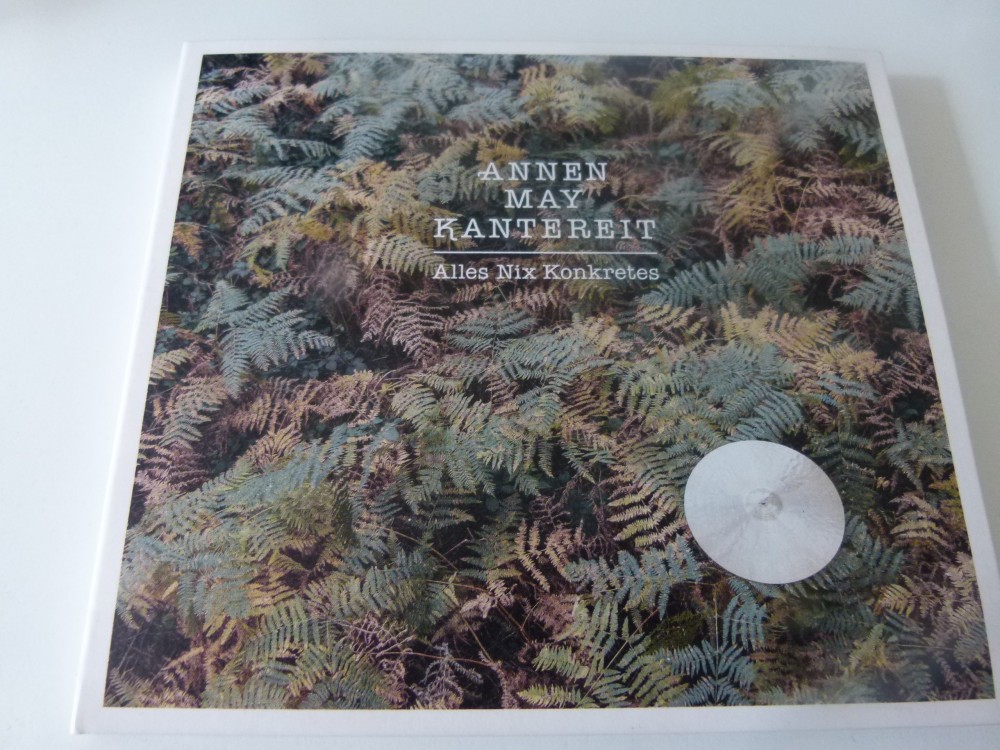 ANNEN
MAY
KANTEREIT
Alles Nix Konkretes